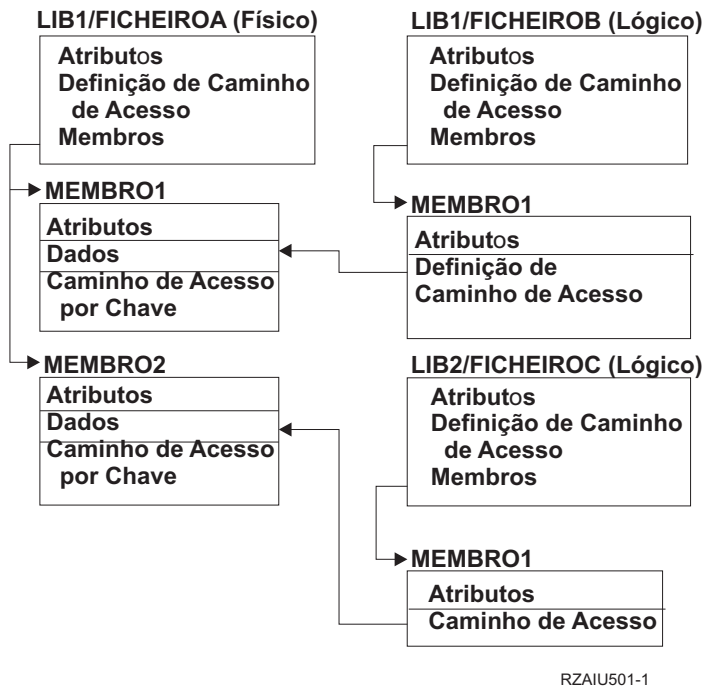 LIB1/FICHEIROA (Físico)
Atributos
Definição de Caminho
de Acesso
Membros
MEMBRO1
Atributos
Dados
Caminho de Acesso
por Chave
MEMBRO2
Atributos
Dados
Caminho de Acesso
por Chave
LIB1/FICHEIROB (Lógico)
Atributos
Definição de Caminho
de Acesso
Membros
MEMBRO1
Atributos
Definição de
Caminho de Acesso
LIB2/FICHEIROC (Lógico)
Atributos
Definição de Caminho
de Acesso
Membros
MEMBRO1
Atributos
Caminho de Acesso
RZAIU501-1